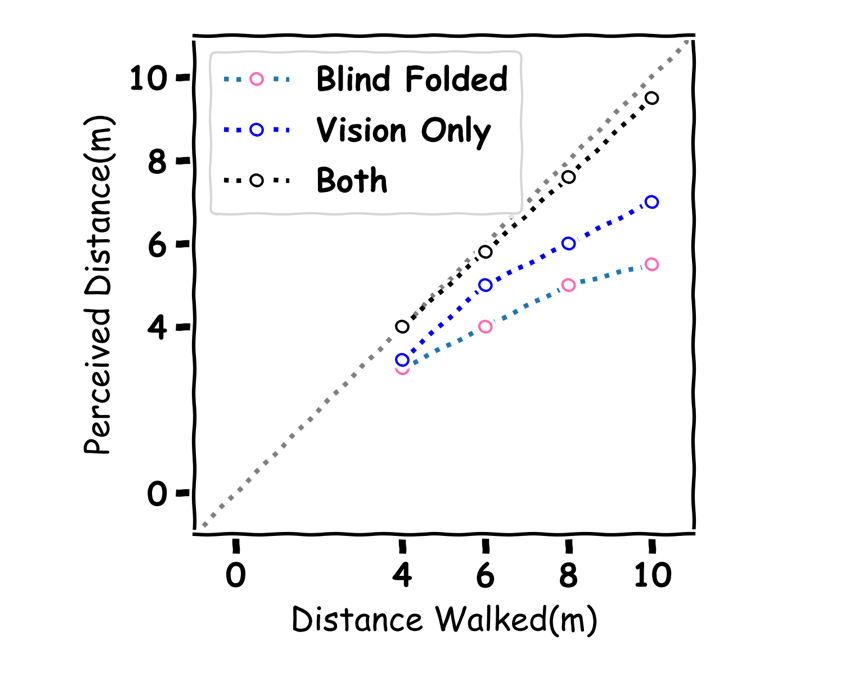 Blind Folded
Vision Only
Both
Perceived Distance(m)
10
8
6
4
0
0 4 6 8 10
Distance Walked(m)